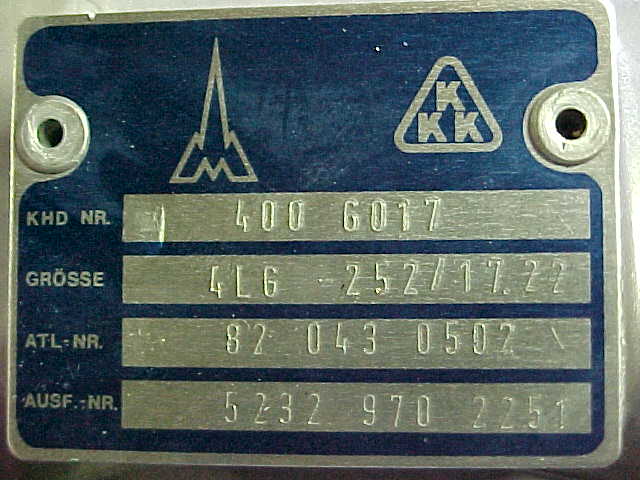 K
KK
KHD NR. 400 6017
GRÖSSE 4LG 252/17.22
ATL-NR. 82 043 0502
AUSF.-NR. 5232 970 2251